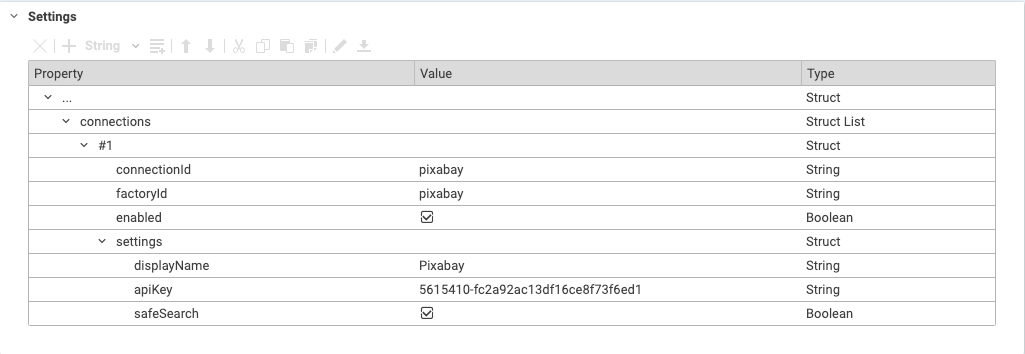 Settings
String
Property Value Type
... Struct
connections Struct List
#1 Struct
connectionId pixabay String
factoryId pixabay String
enabled Boolean
settings Struct
displayName Pixabay String
apiKey 5615410-fc2a92ac13df16ce8f73f6ed1 String
safeSearch Boolean